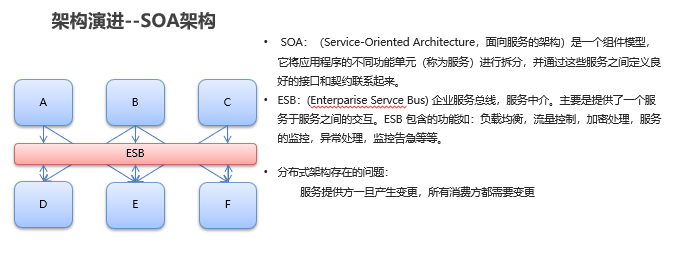 架构演进--SOA架构
A
B
C
ESB
D
E
F
• SOA：（Service-Oriented Architecture，面向服务的架构）是一个组件模型，
它将应用程序的不同功能单元（称为服务）进行拆分，并通过这些服务之间定义良
好的接口和契约联系起来。
• ESB：(Enterparise Servce Bus) 企业服务总线，服务中介。主要是提供了一个服
务于服务之间的交互。ESB 包含的功能如：负载均衡，流量控制，加密处理，服务
的监控，异常处理，监控告急等等。
• 分布式架构存在的问题：
服务提供方一旦产生变更，所有消费方都需要变更